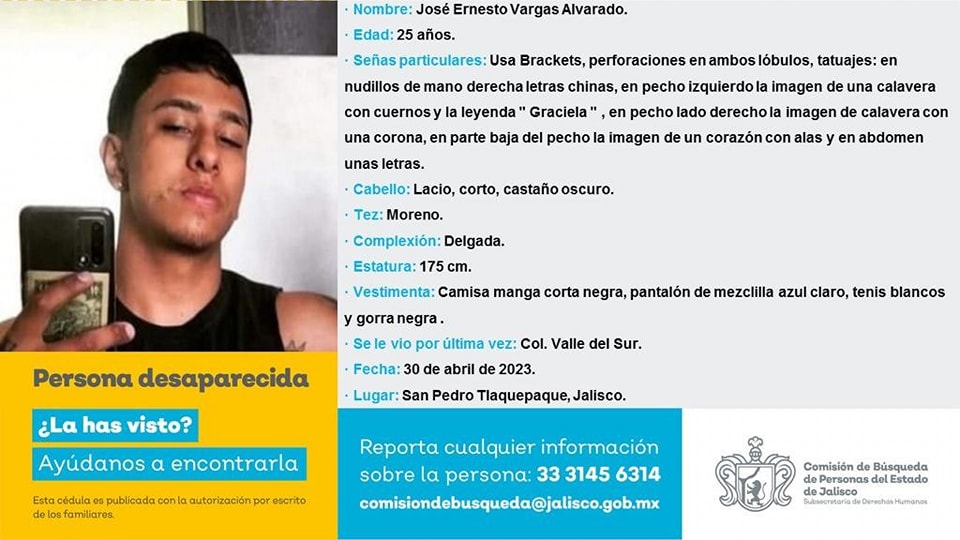 · Nombre: José Ernesto Vargas Alvarado.
· Edad: 25 años.
· Señas particulares: Usa Brackets, perforaciones en ambos lóbulos, tatuajes: en
nudillos de mano derecha letras chinas, en pecho izquierdo la imagen de una calavera
con cuernos y la leyenda " Graciela " , en pecho lado derecho la imagen de calavera con
una corona, en parte baja del pecho la imagen de un corazón con alas y en abdomen
unas letras.
· Cabello: Lacio, corto, castaño oscuro.
· Tez: Moreno.
· Complexión: Delgada.
· Estatura: 175 cm.
· Vestimenta: Camisa manga corta negra, pantalón de mezclilla azul claro, tenis blancos
y gorra negra .
· Se le vio por última vez: Col. Valle del Sur.
· Fecha: 30 de abril de 2023.
· Lugar: San Pedro Tlaquepaque, Jalisco.
Persona desaparecida
¿La has visto?
Ayúdanos a encontrarla
Esta cédula es publicada con la autorización por escrito
de los familiares.
Reporta cualquier información
sobre la persona: 33 3145 6314
comisiondebusqueda@jalisco.gob.mx
Comisión de Búsqueda
de Personas del Estado
de Jalisco
Subsecretaría de Derechos Humanos